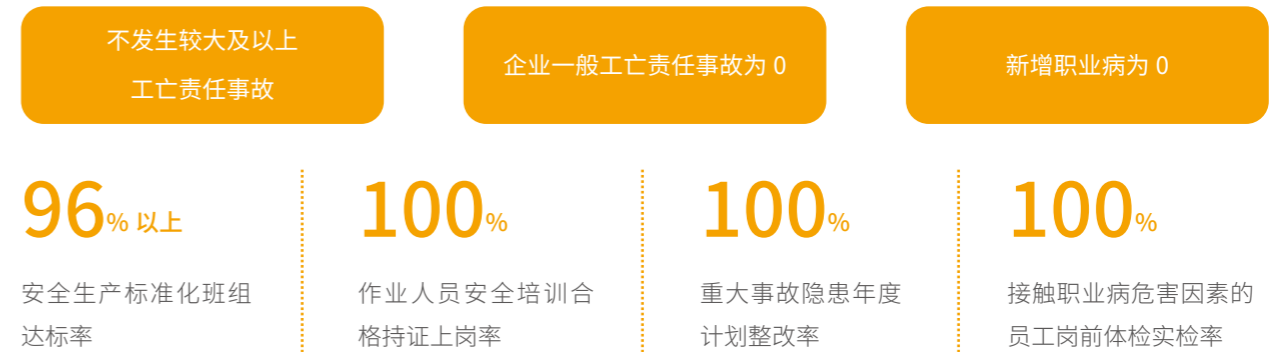 不发生较大及以上
工亡责任事故
企业一般工亡责任事故为 0
新增职业病为 0
96% 以上
安全生产标准化班组
达标率
100%
作业人员安全培训合
格持证上岗率
100%
重大事故隐患年度
计划整改率
100%
接触职业病危害因素的
员工岗前体检实检率